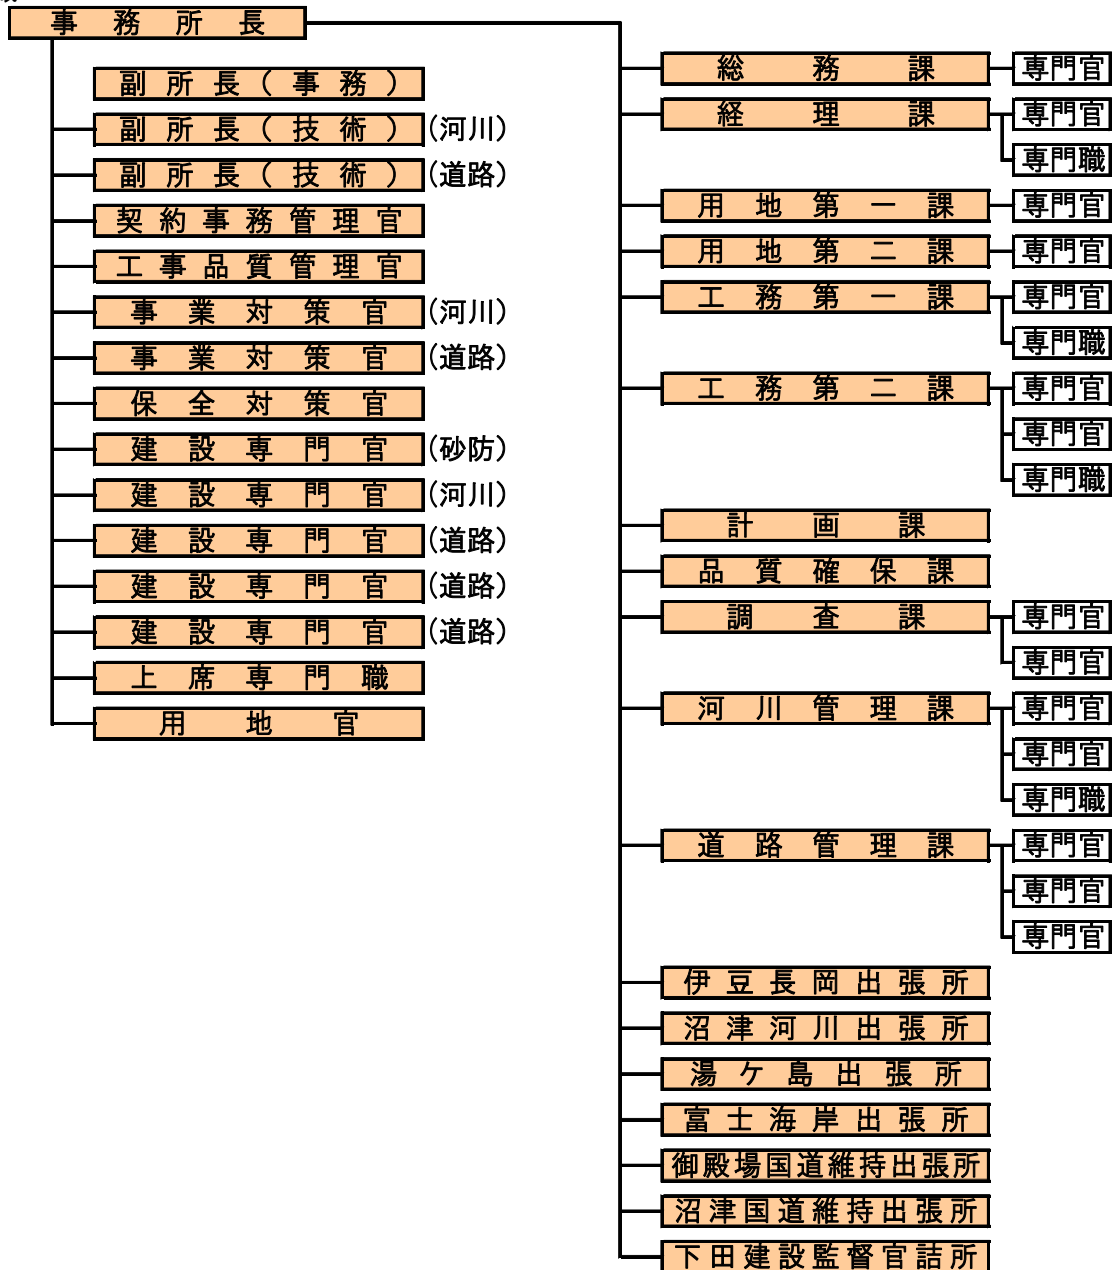 事務所長
副所長(事務)
副所長(技術)(河川)
副所長(技術)(道路)
契約事務管理官
工事品質管理官
事業対策官(河川)
事業対策官(道路)
保全対策官
建設専門官(砂防)
建設専門官(河川)
建設専門官(道路)
建設専門官(道路)
建設専門官(道路)
上席専門職
用地官
総務課 専門官
経理課 専門官
専門職
用地第一課 専門官
用地第二課 専門官
工務第一課 専門官
専門職
工務第二課 専門官
専門官
専門職
計画課
品質確保課
調査課 専門官
専門官
河川管理課 専門官
専門官
専門職
道路管理課 専門官
専門官
専門官
伊豆長岡出張所
沼津河川出張所
湯ケ島出張所
富士海岸出張所
御殿場国道維持出張所
沼津国道維持出張所
下田建設監督官詰所